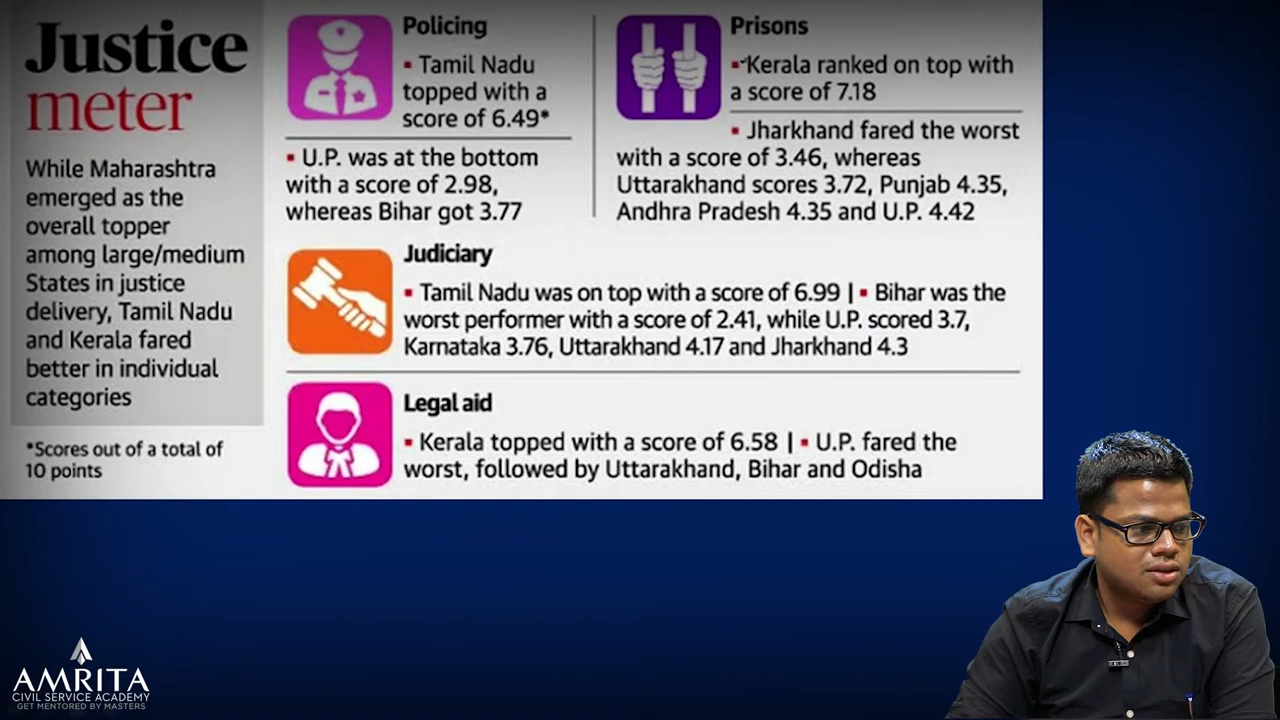 Justice
meter
While Maharashtra
emerged as the
overall topper
among large/medium
States in justice
delivery, Tamil Nadu
and Kerala fared
better in individual
categories
*Scores out of a total of
10 points
Policing
▪ Tamil Nadu
topped with a
score of 6.49*
▪ U.P. was at the bottom
with a score of 2.98,
whereas Bihar got 3.77
Prisons
▪ Kerala ranked on top with
a score of 7.18
▪ Jharkhand fared the worst
with a score of 3.46, whereas
Uttarakhand scores 3.72, Punjab 4.35,
Andhra Pradesh 4.35 and U.P. 4.42
Judiciary
▪ Tamil Nadu was on top with a score of 6.99 | ▪ Bihar was the
worst performer with a score of 2.41, while U.P. scored 3.7,
Karnataka 3.76, Uttarakhand 4.17 and Jharkhand 4.3
Legal aid
▪ Kerala topped with a score of 6.58 | ▪ U.P. fared the
worst, followed by Uttarakhand, Bihar and Odisha
AMRITA
CIVIL SERVICE ACADEMY
GET MENTORED BY MASTERS